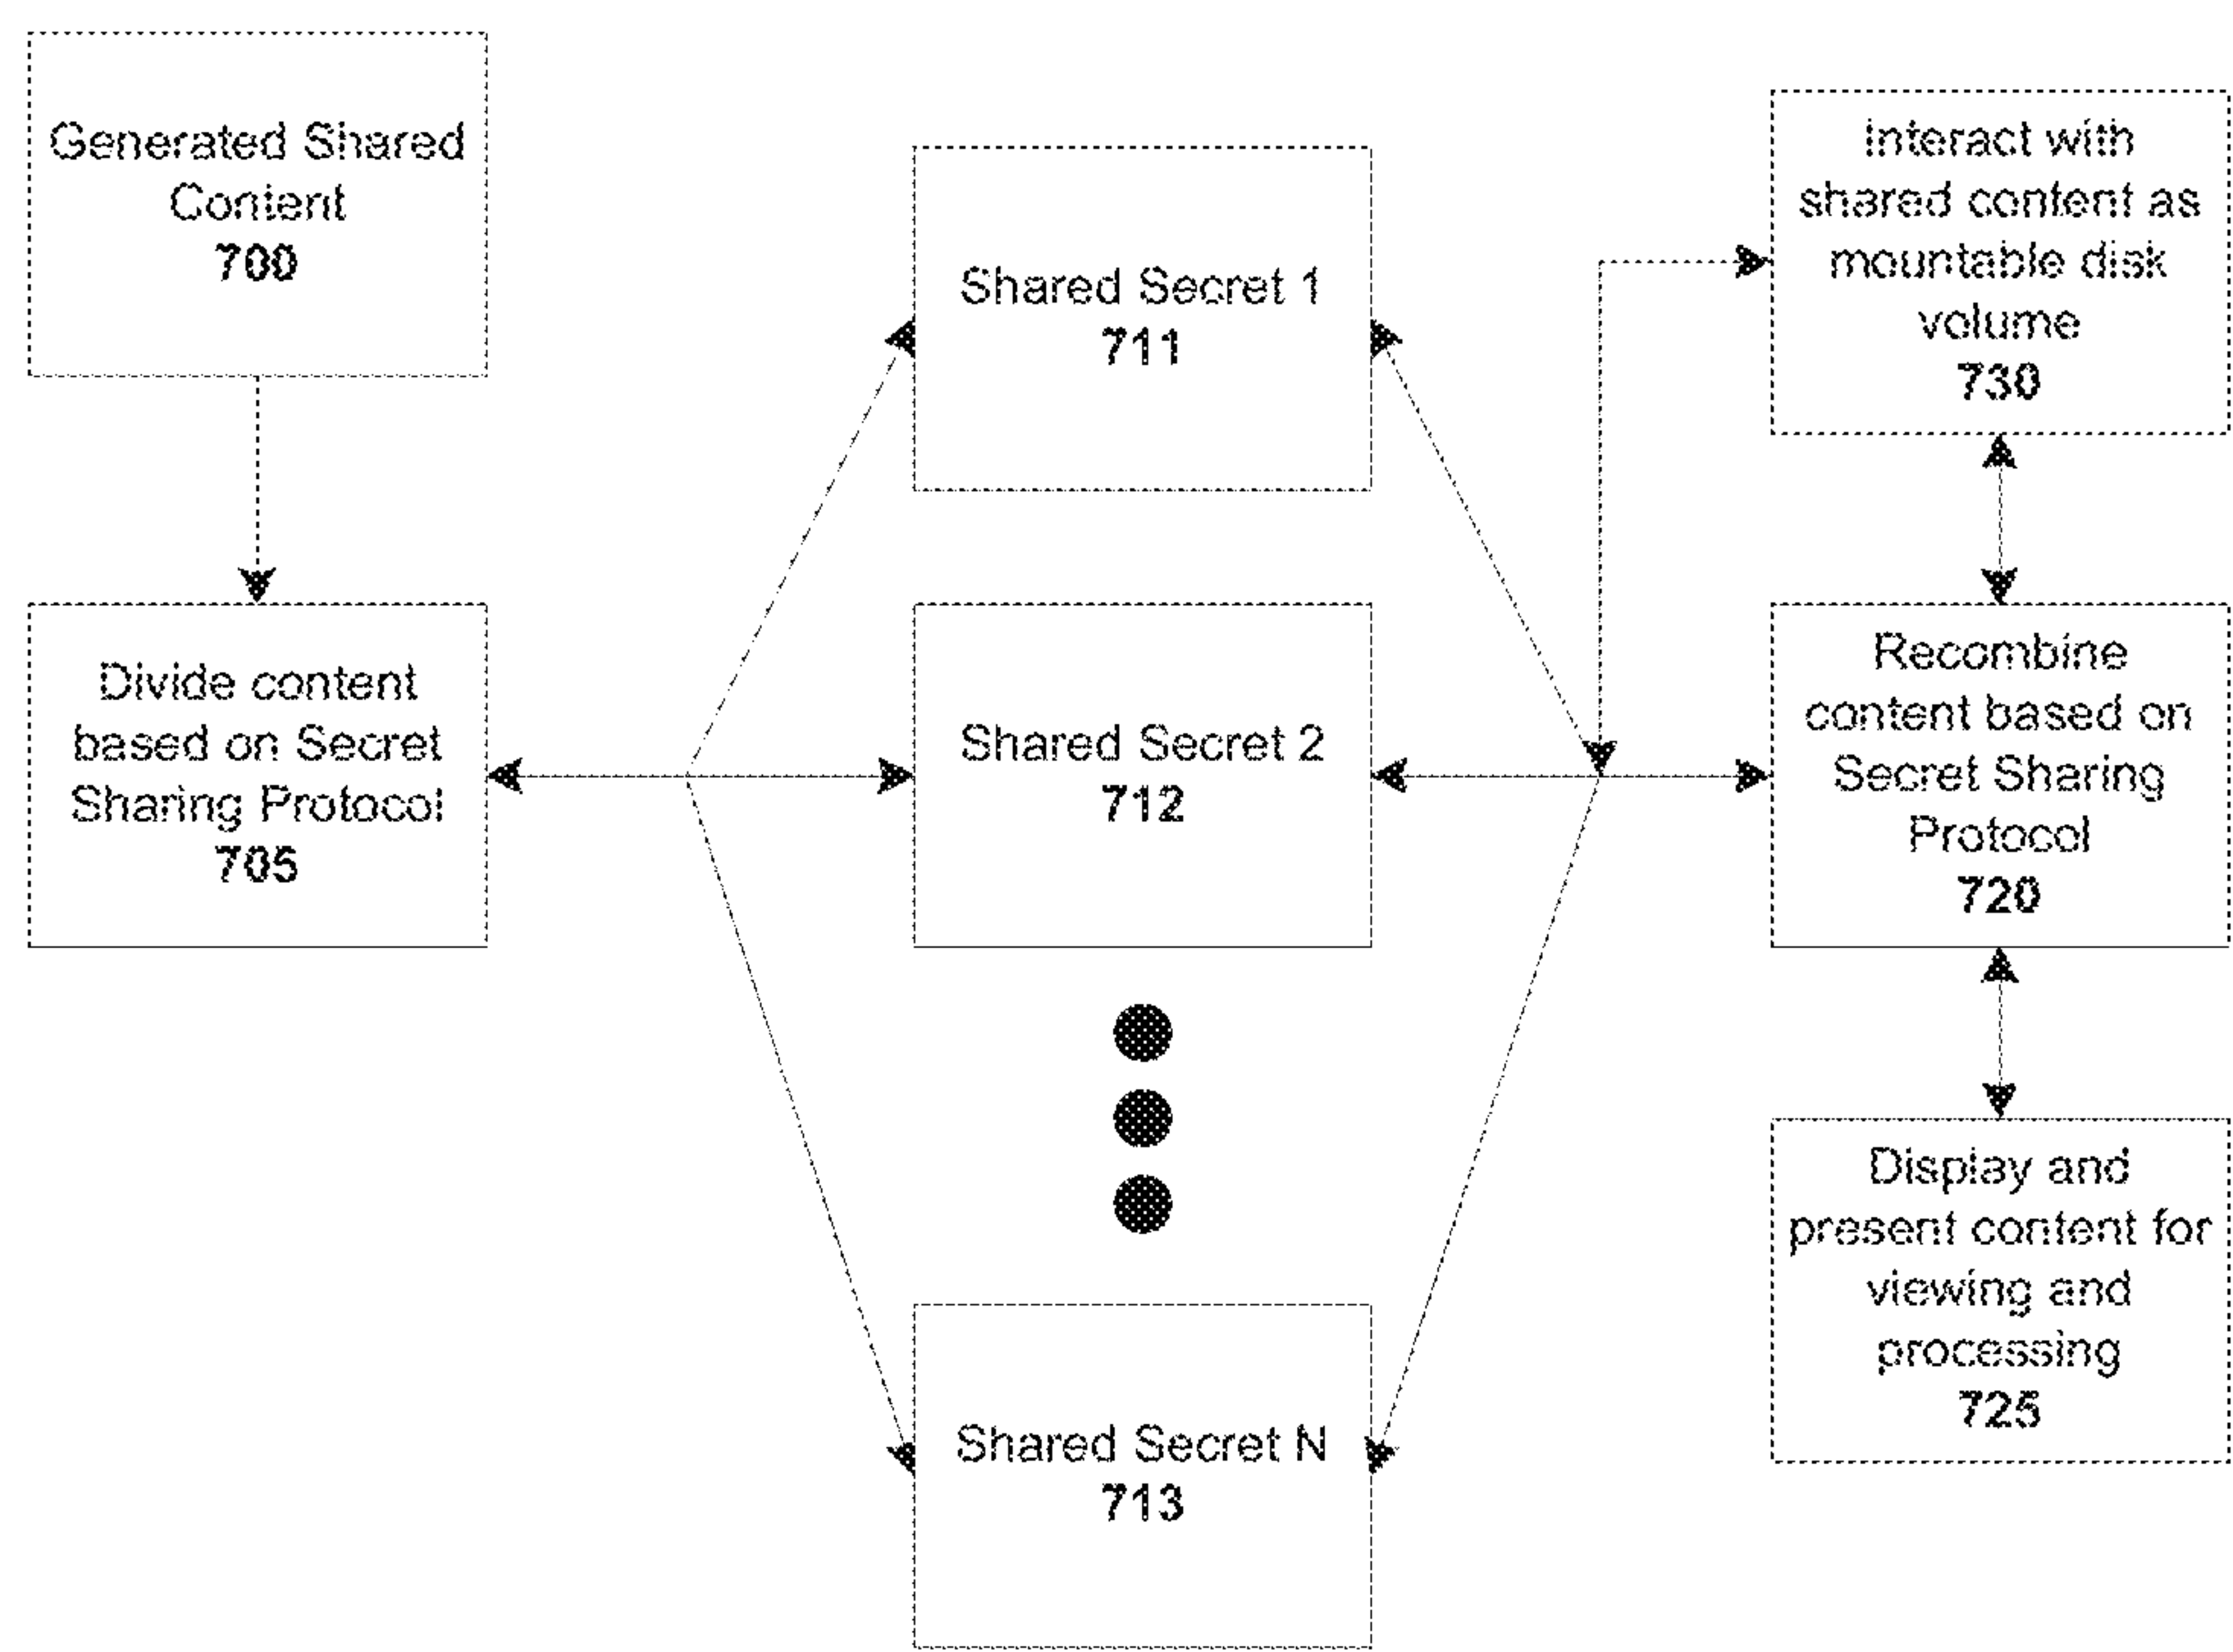 Generated Shared
Content
700
Divide content
based on Secret
Sharing Protocol
705
Shared Secret 1
711
Shared Secret 2
712
Shared Secret N
713
Interact with
shared content as
mountable disk
volume
730
Recombine
content based on
Secret Sharing
Protocol
720
Display and
present content for
viewing and
processing
725